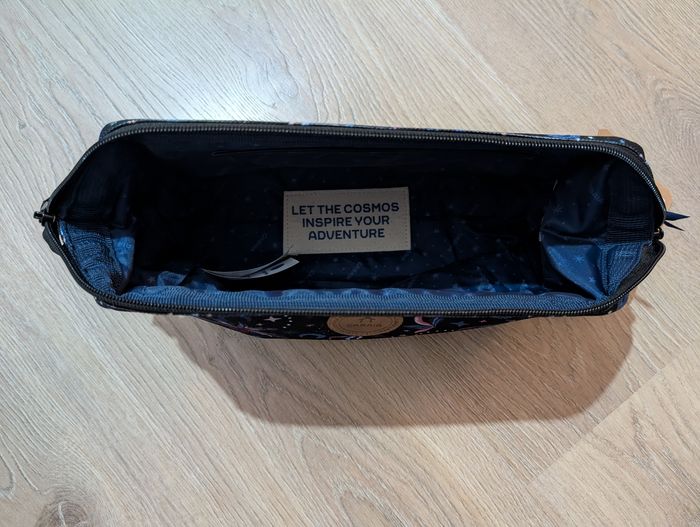 LET THE COSMOS
INSPIRE YOUR
ADVENTURE